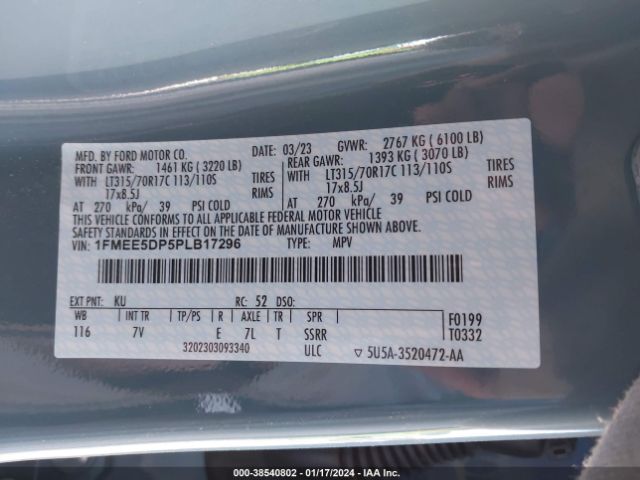 MFD. BY FORD MOTOR CO.
DATE: 03/23 GVWR: 2767 KG ( 6100 LB)
FRONT GAWR: 1461 KG ( 3220 LB)
REAR GAWR: 1393 KG ( 3070 LB)
WITH LT315/70R17C 113/110S TIRES
WITH LT315/70R17C 113/110S TIRES
17x8.5J RIMS
17x8.5J RIMS
AT 270 kPa/ 39 PSI COLD
AT 270 kPa/ 39 PSI COLD
THIS VEHICLE CONFORMS TO ALL APPLICABLE FEDERAL MOTOR VEHICLE
SAFETY STANDARDS IN EFFECT ON THE DATE OF MANUFACTURE SHOWN ABOVE.
VIN: 1FMEE5DP5PLB17296 TYPE: MPV
EXT PNT: KU RC: 52 DSO:
WB INT TR TP/PS R AXLE TR SPR
116 7V E 7L T SSRR
F0199
T0332
3202303093340 ULC ▽ 5U5A-3520472-AA
000-38540802 - 01/17/2024 - IAA Inc.